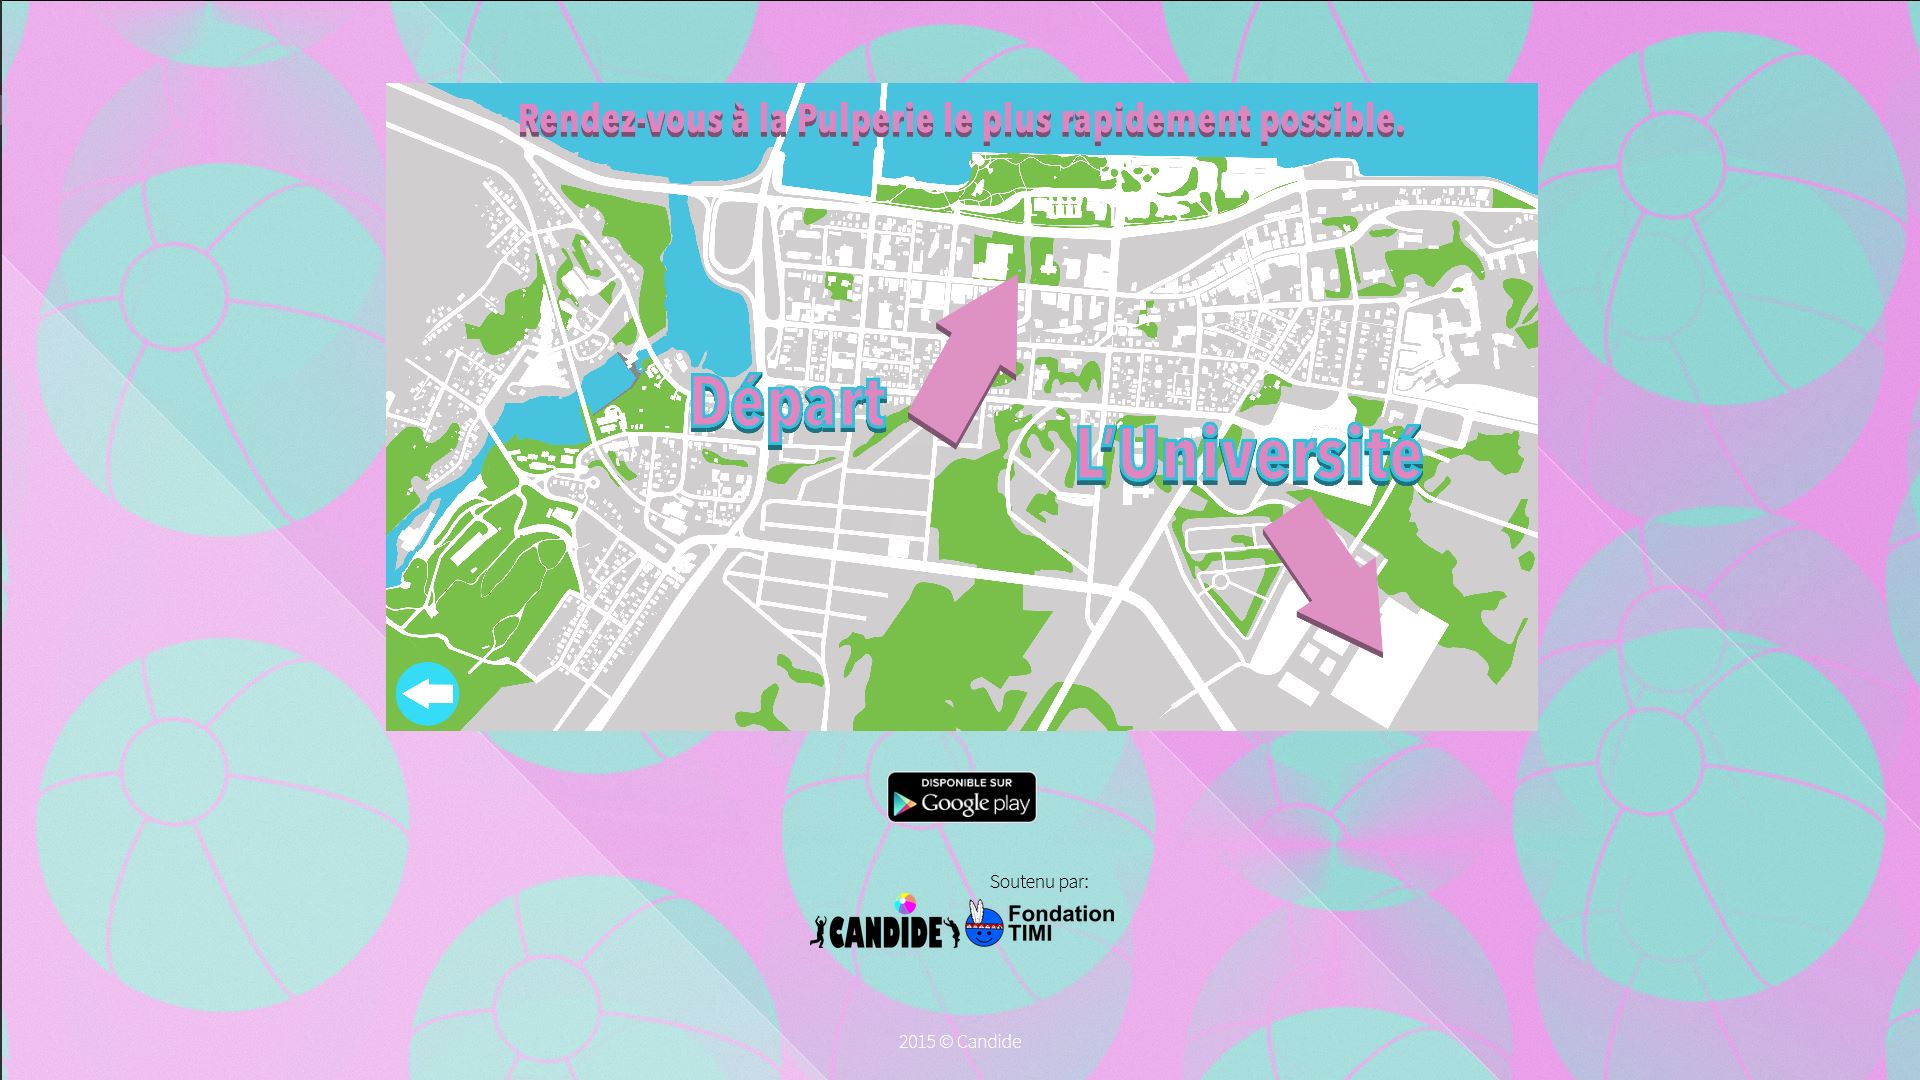 Rendez-vous à la Pulperie le plus rapidement possible.
Départ
L'Université
DISPONIBLE SUR
Google play
Soutenu par:
CANDIDE
Fondation
TIMI
2015 © Candide